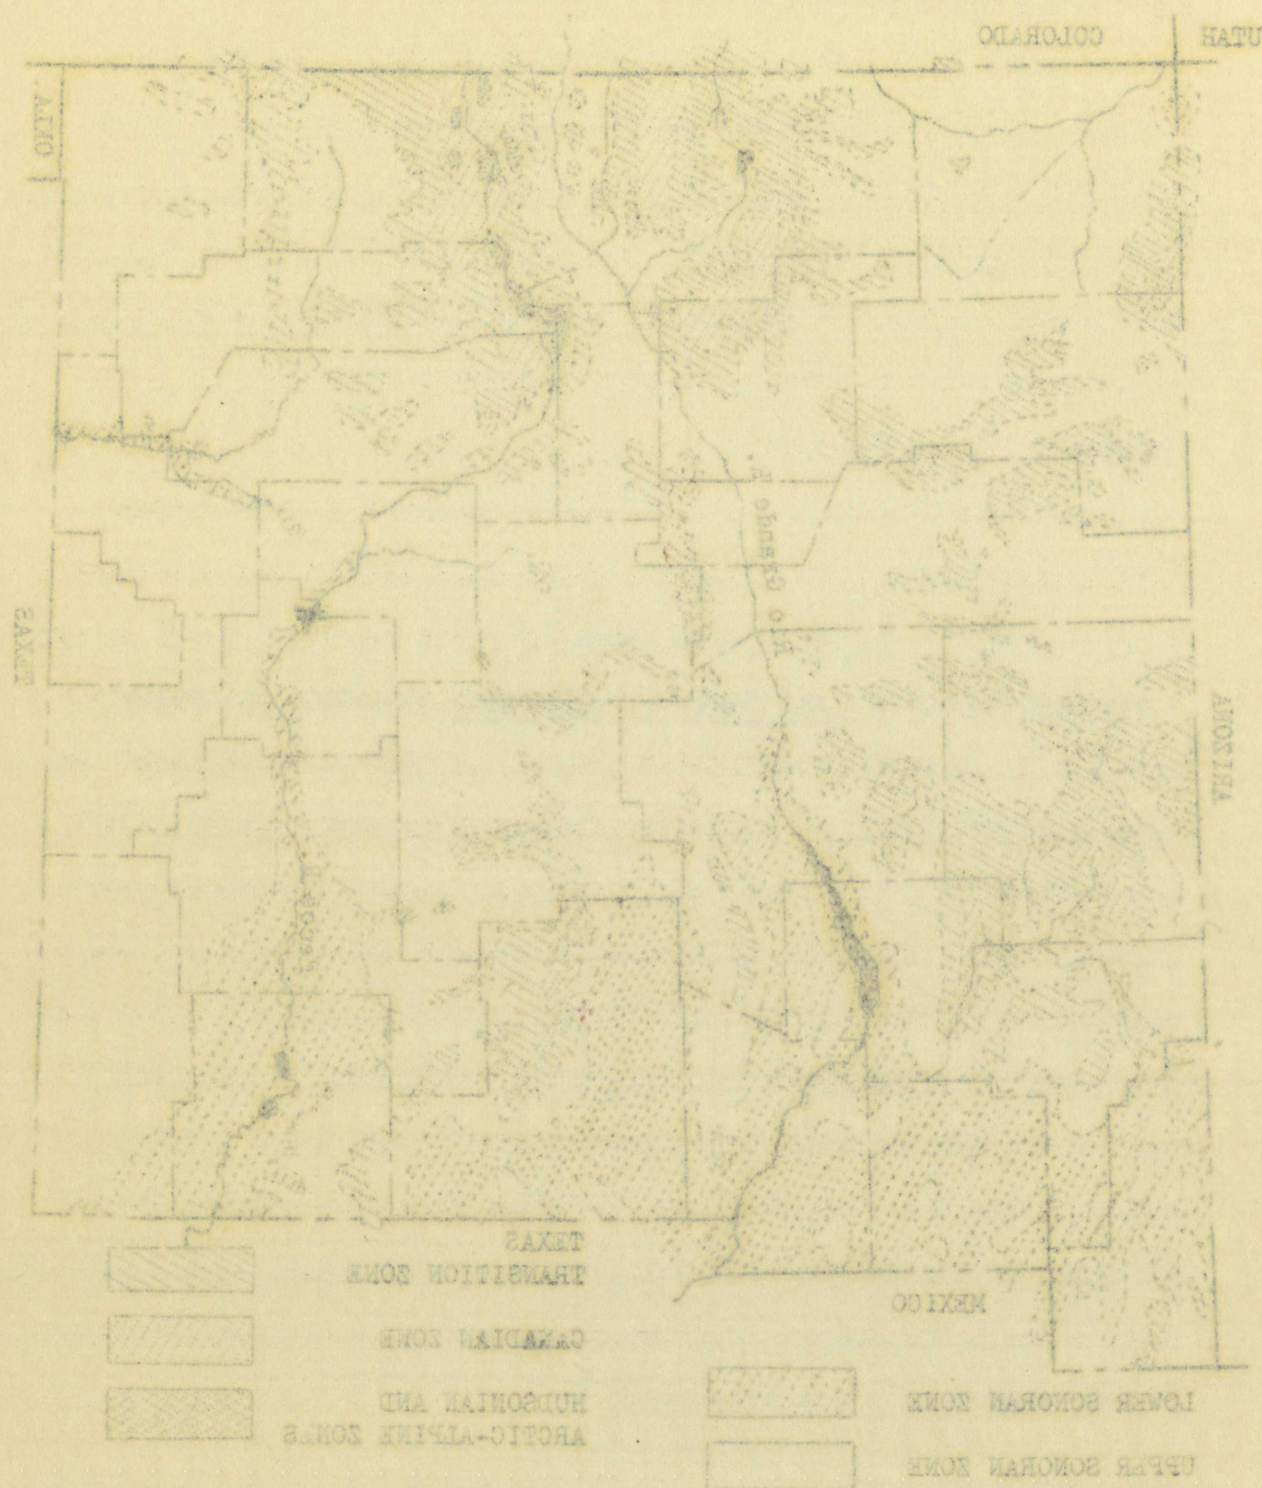 UTAH
COLORADO
OKLA.
TEXAS
Rio Grande R.
ARIZONA
TEXAS
MEXICO
TRANSITION ZONE
CANADIAN ZONE
HUDSONIAN AND
ARCTIC-ALPINE ZONES
LOWER SONORAN ZONE
UPPER SONORAN ZONE